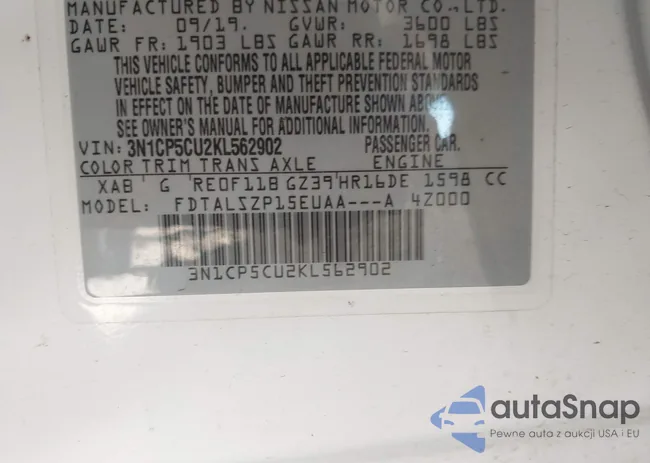 MANUFACTURED BY NISSAN MOTOR CO.,LTD.
DATE: 09/19. GVWR: 3600 LBS
GAWR FR: 1903 LBS GAWR RR: 1698 LBS
THIS VEHICLE CONFORMS TO ALL APPLICABLE FEDERAL MOTOR
VEHICLE SAFETY, BUMPER AND THEFT PREVENTION STANDARDS
IN EFFECT ON THE DATE OF MANUFACTURE SHOWN ABOVE.
SEE OWNER'S MANUAL FOR ADDITIONAL INFORMATION.
VIN: 3N1CP5CU2KL562902 PASSENGER CAR.
COLOR TRIM TRANS AXLE ENGINE
XAB G RE0F11B GZ39 HR16DE 1598 CC
MODEL: FDTALSZP15EUAA---A 4Z000
3N1CP5CU2KL562902
autaSnap
Pewne auta z aukcji USA i EU